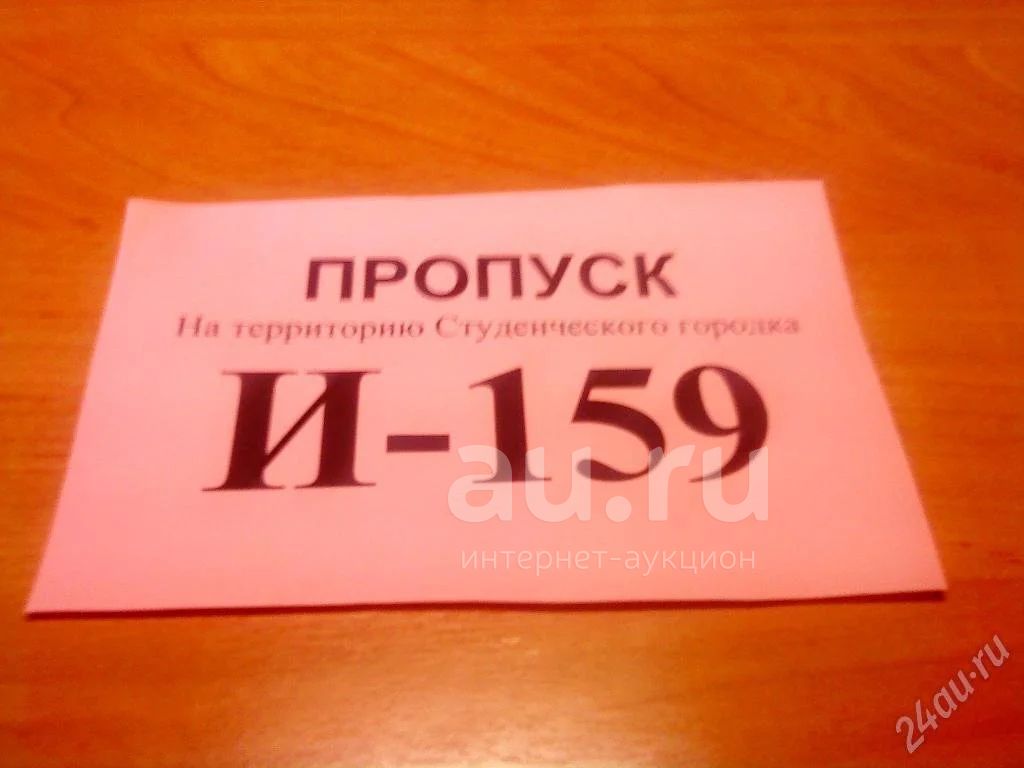 ПРОПУСК
На территорию Студенческого городка
И-159
au.ru
интернет-аукцион
24au.ru